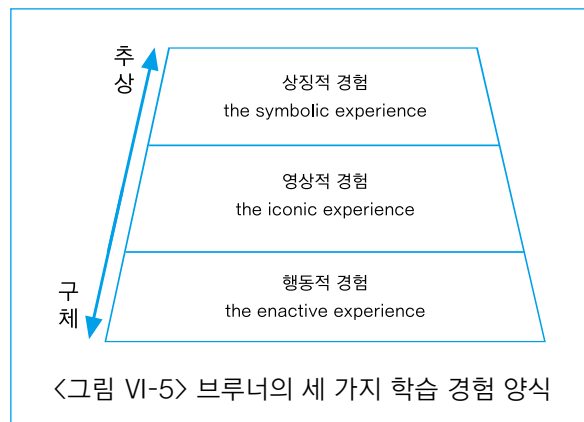 추상
상징적 경험
the symbolic experience
영상적 경험
the iconic experience
구체
행동적 경험
the enactive experience
<그림 VI-5> 브루너의 세 가지 학습 경험 양식